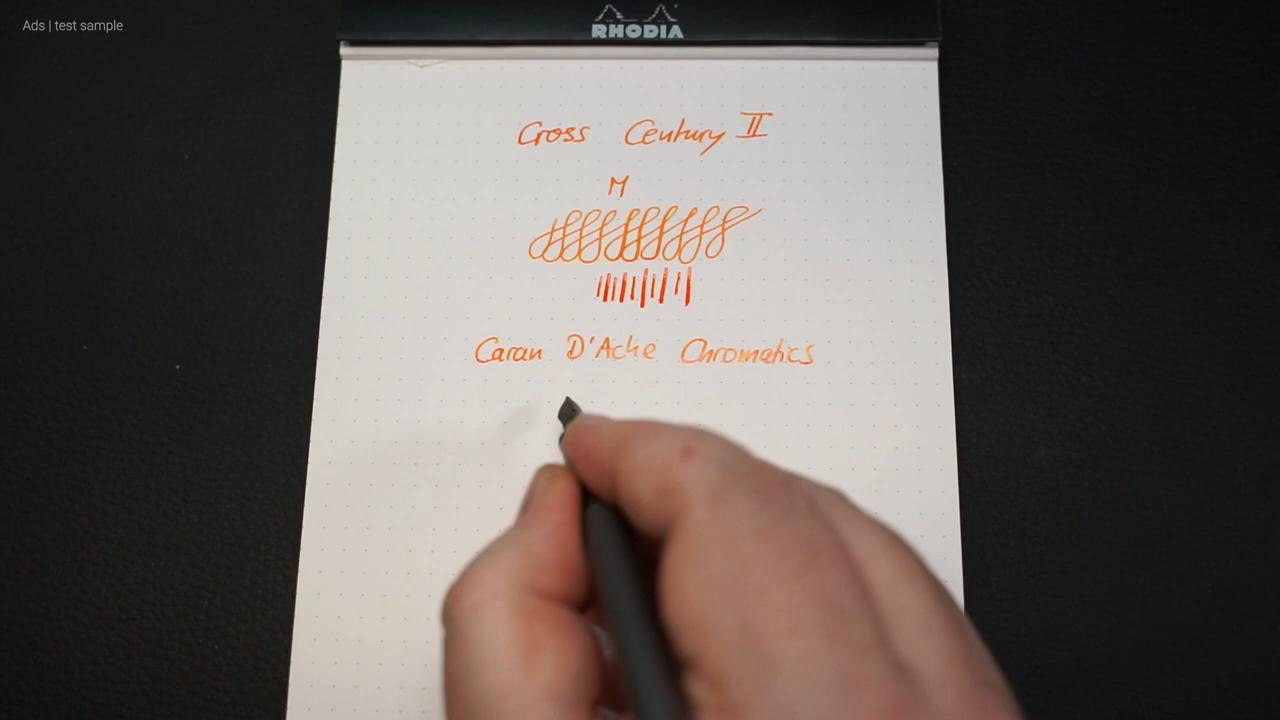 Ads | test sample
RHODIA
Cross Century II
M
Caran D'Ache Chromatics